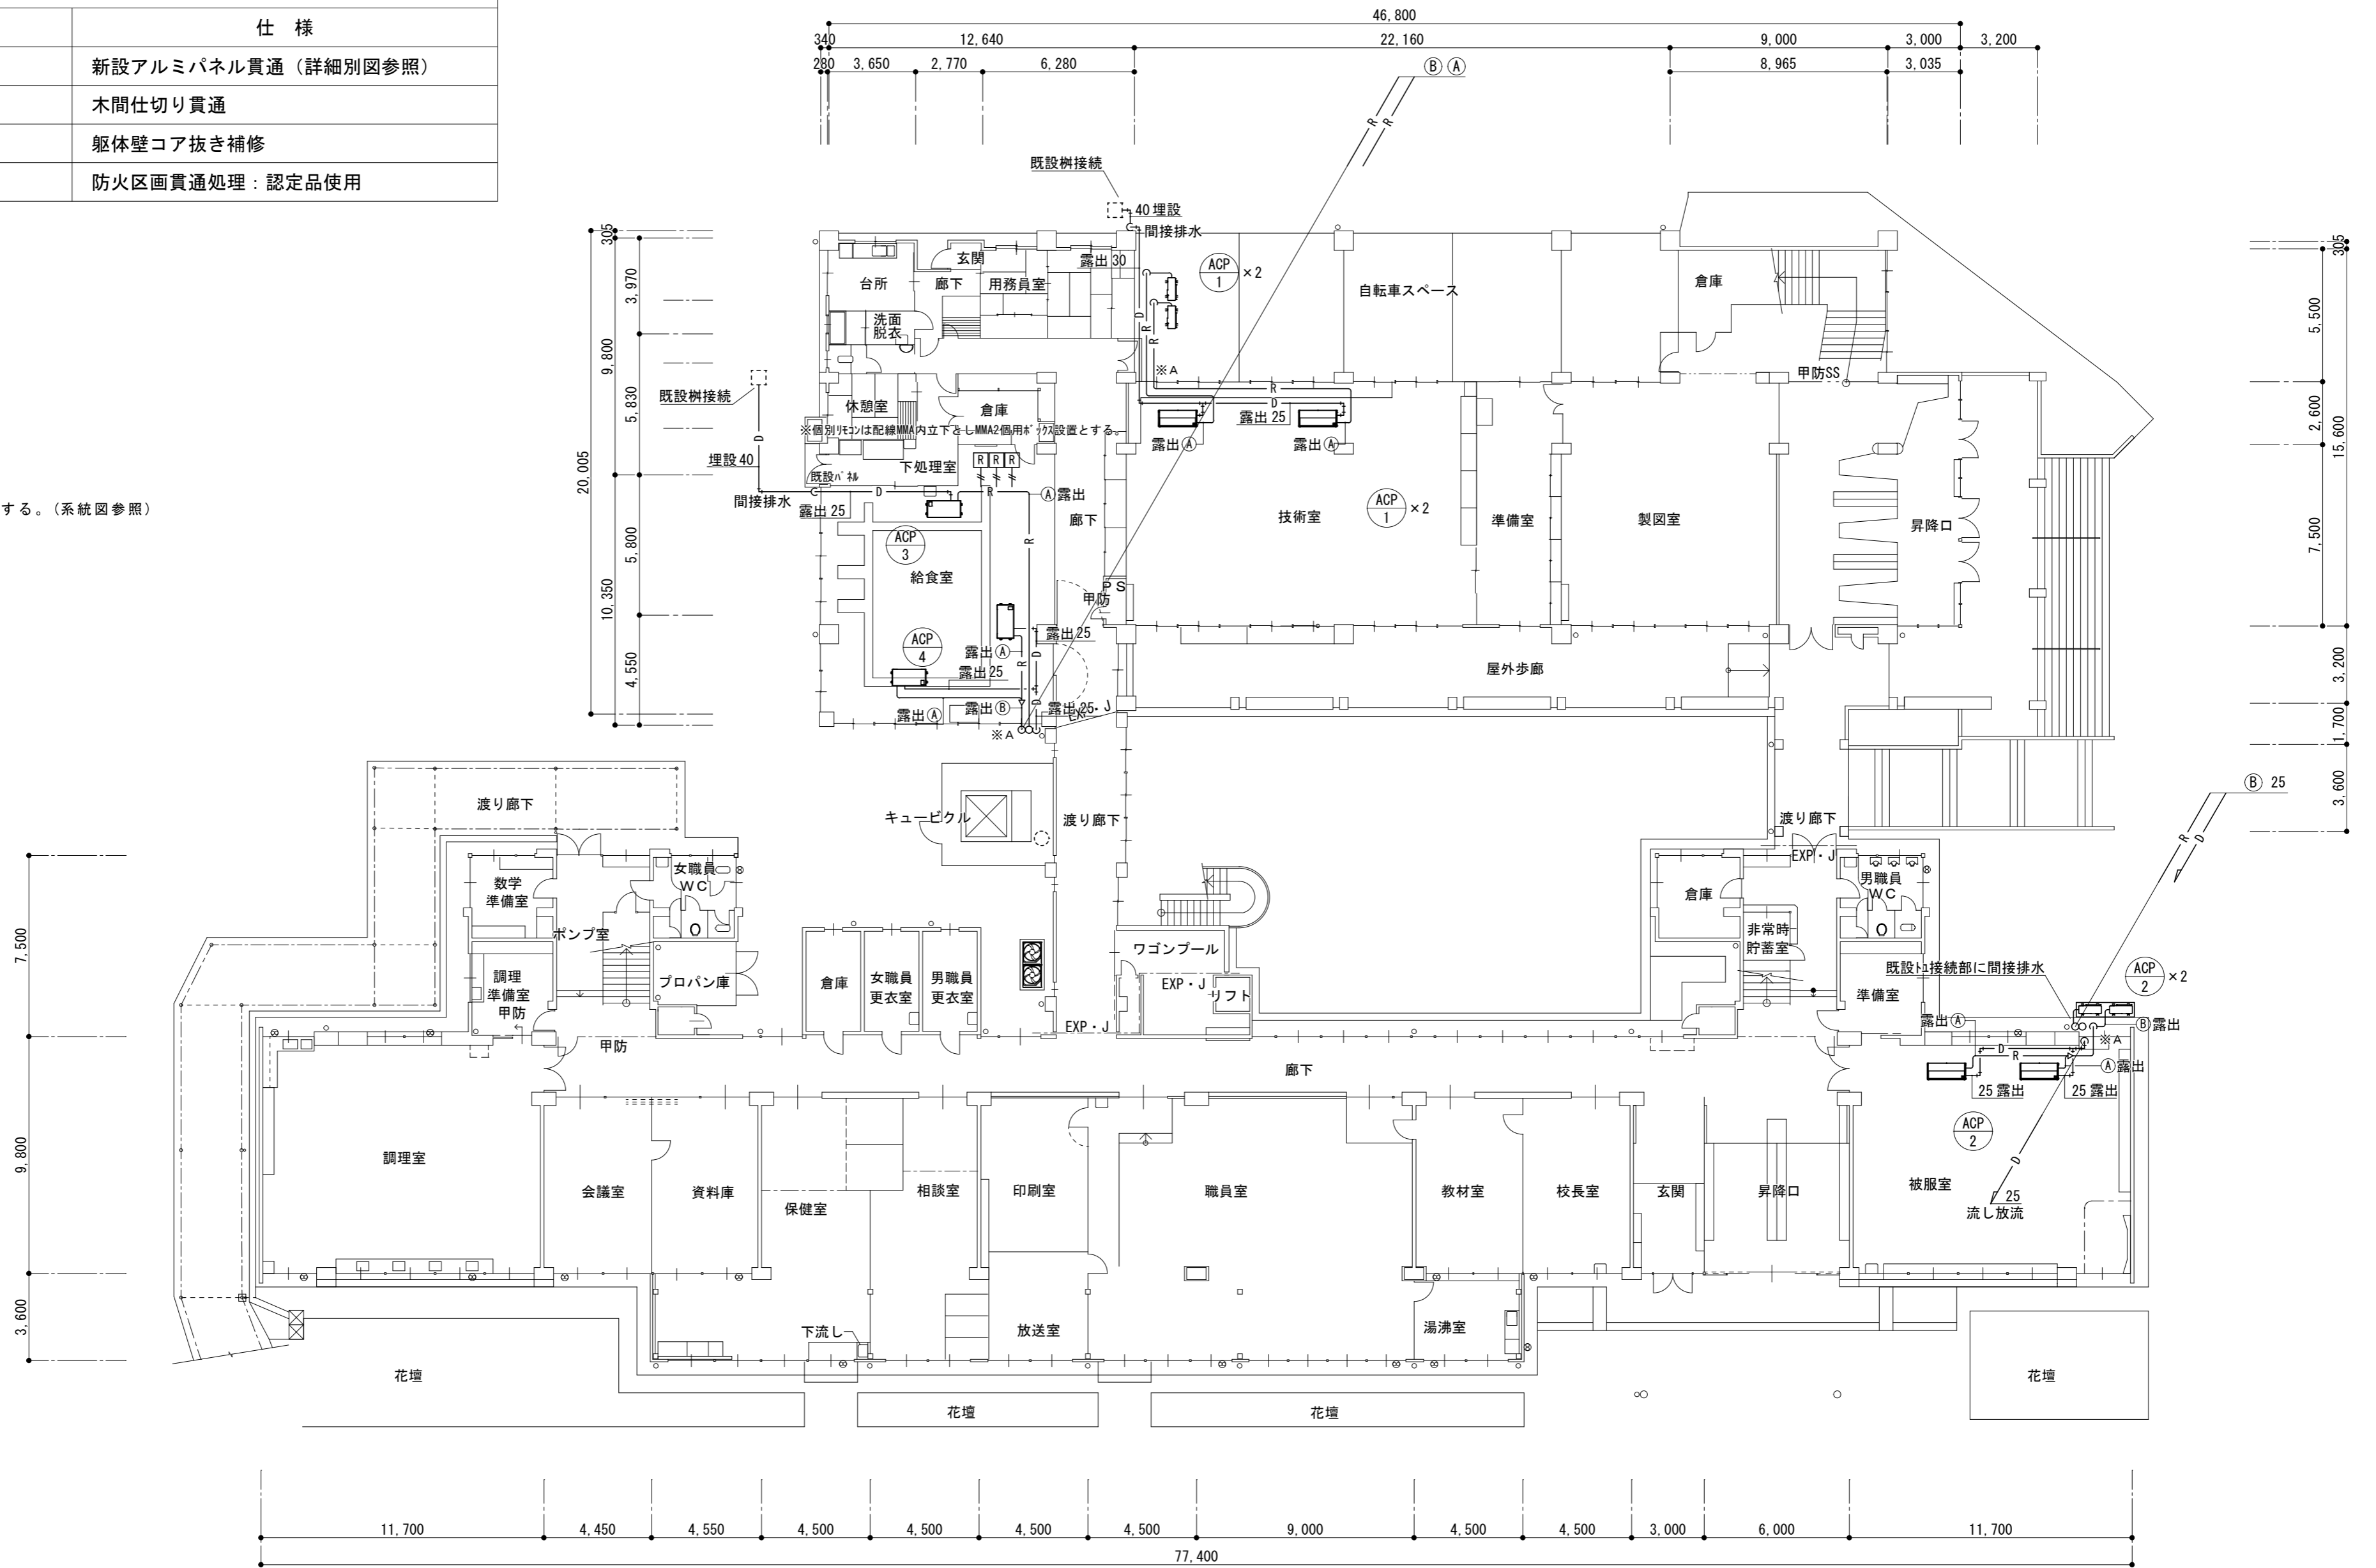 仕 様
新設アルミパネル貫通（詳細別図参照）
木間仕切り貫通
躯体壁コア抜き補修
防火区画貫通処理：認定品使用
する。（系統図参照）
46,800
340 12,640 22,160 9,000 3,000 3,200
280 3,650 2,770 6,280 8,965 3,035
Ⓑ Ⓐ
R
R
既設桝接続
40 埋設
間接排水
305
3,970
9,800
5,830
20,005
5,800
10,350
4,550
玄関
台所
廊下
用務員室
露出 30
ACP
1
×2
自転車スペース
倉庫
洗面
脱衣
D
R
R
※A
甲防SS
既設桝接続
休憩室
倉庫
R
D
露出 25
※個別ﾘﾓｺﾝは配線MMA内立下としMMA2個用ﾎﾞｯｸｽ設置とする。
露出Ⓐ
露出Ⓐ
D
埋設 40
下処理室
R R R
既設ﾊﾟﾈﾙ
D
R
Ⓐ露出
間接排水
露出 25
廊下
技術室
ACP
1
×2
準備室
製図室
昇降口
ACP
3
R
給食室
PS
甲防
ACP
4
露出 25
露出Ⓐ
R
D
露出 25
屋外歩廊
露出Ⓐ
露出Ⓑ
露出 25
D
EXP・J
※A
305
5,500
2,600
15,600
7,500
3,200
1,700
3,600
Ⓑ 25
R
D
渡り廊下
キュービクル
渡り廊下
渡り廊下
EXP・J
数学
準備室
女職員
WC
ポンプ室
調理
準備室
甲防
プロパン庫
倉庫
女職員
更衣室
男職員
更衣室
ワゴンプール
EXP・J
リフト
EXP・J
倉庫
非常時
貯蓄室
男職員
WC
準備室
既設ﾄﾕ接続部に間接排水
ACP
2
×2
露出Ⓐ
Ⓑ露出
※A
D
R
Ⓐ露出
25 露出
25 露出
甲防
廊下
調理室
会議室
資料庫
保健室
相談室
印刷室
職員室
教材室
校長室
玄関
昇降口
ACP
2
被服室
D
25
流し放流
下流し
放送室
湯沸室
花壇
花壇
花壇
花壇
7,500
9,800
3,600
11,700 4,450 4,550 4,500 4,500 4,500 4,500 9,000 4,500 4,500 3,000 6,000 11,700
77,400